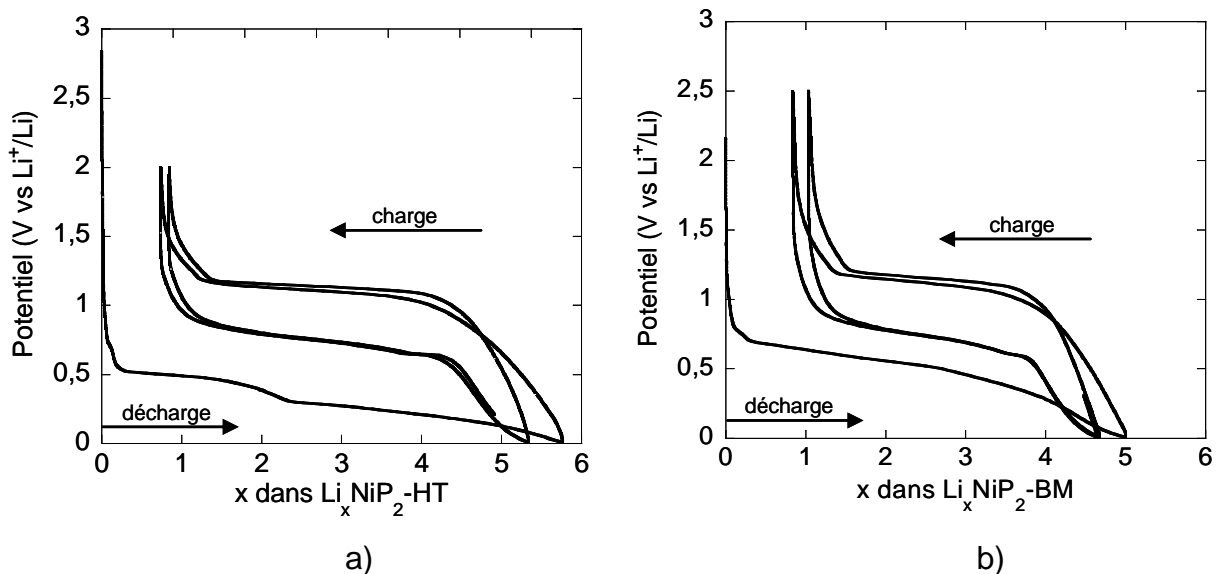 3
2,5
2
1,5
1
0,5
0
Potentiel (V vs Li⁺/Li)
charge
décharge
0 1 2 3 4 5 6
x dans LiₓNiP₂-HT
a)
3
2,5
2
1,5
1
0,5
0
Potentiel (V vs Li⁺/Li)
charge
décharge
0 1 2 3 4 5 6
x dans LiₓNiP₂-BM
b)